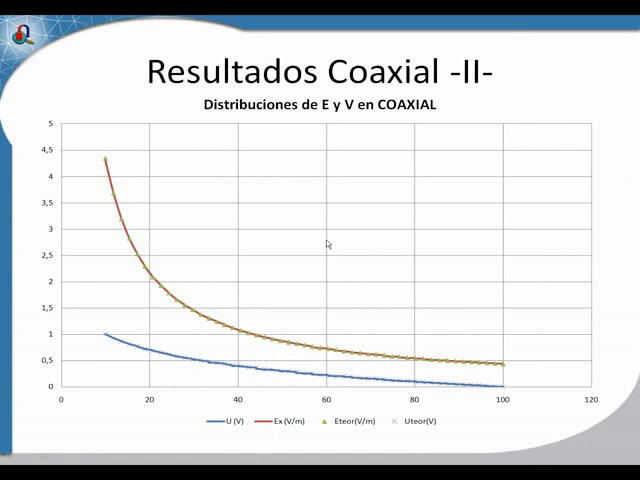 Resultados Coaxial -II-
Distribuciones de E y V en COAXIAL
5
4,5
4
3,5
3
2,5
2
1,5
1
0,5
0
0 20 40 60 80 100 120
U (V) Ex (V/m) Eteor(V/m) Uteor(V)